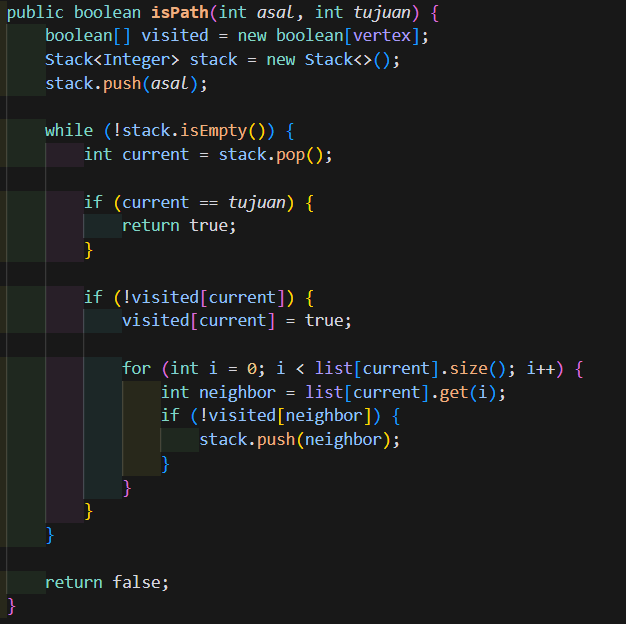 public boolean isPath(int asal, int tujuan) {
    boolean[] visited = new boolean[vertex];
    Stack<Integer> stack = new Stack<>();
    stack.push(asal);

    while (!stack.isEmpty()) {
        int current = stack.pop();

        if (current == tujuan) {
            return true;
        }

        if (!visited[current]) {
            visited[current] = true;

            for (int i = 0; i < list[current].size(); i++) {
                int neighbor = list[current].get(i);
                if (!visited[neighbor]) {
                    stack.push(neighbor);
                }
            }
        }
    }

    return false;
}